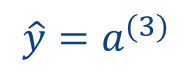 ŷ = a⁽³⁾